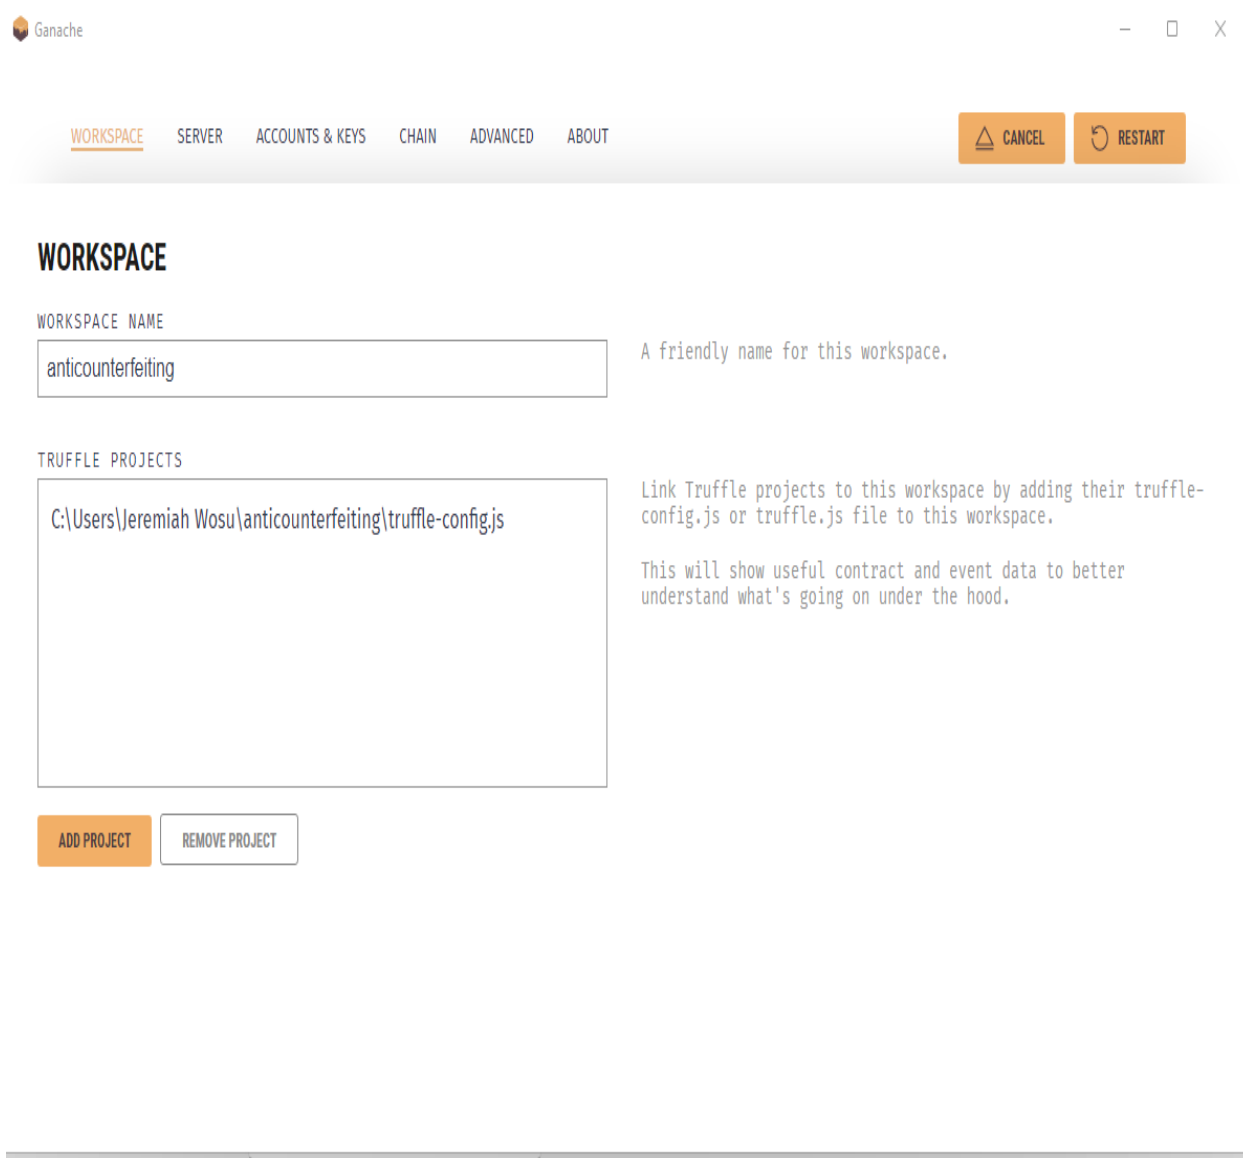 Ganache
WORKSPACE SERVER ACCOUNTS & KEYS CHAIN ADVANCED ABOUT CANCEL RESTART
WORKSPACE
WORKSPACE NAME
anticounterfeiting
A friendly name for this workspace.
TRUFFLE PROJECTS
C:\Users\Jeremiah Wosu\anticounterfeiting\truffle-config.js
Link Truffle projects to this workspace by adding their truffle-
config.js or truffle.js file to this workspace.
This will show useful contract and event data to better
understand what's going on under the hood.
ADD PROJECT REMOVE PROJECT